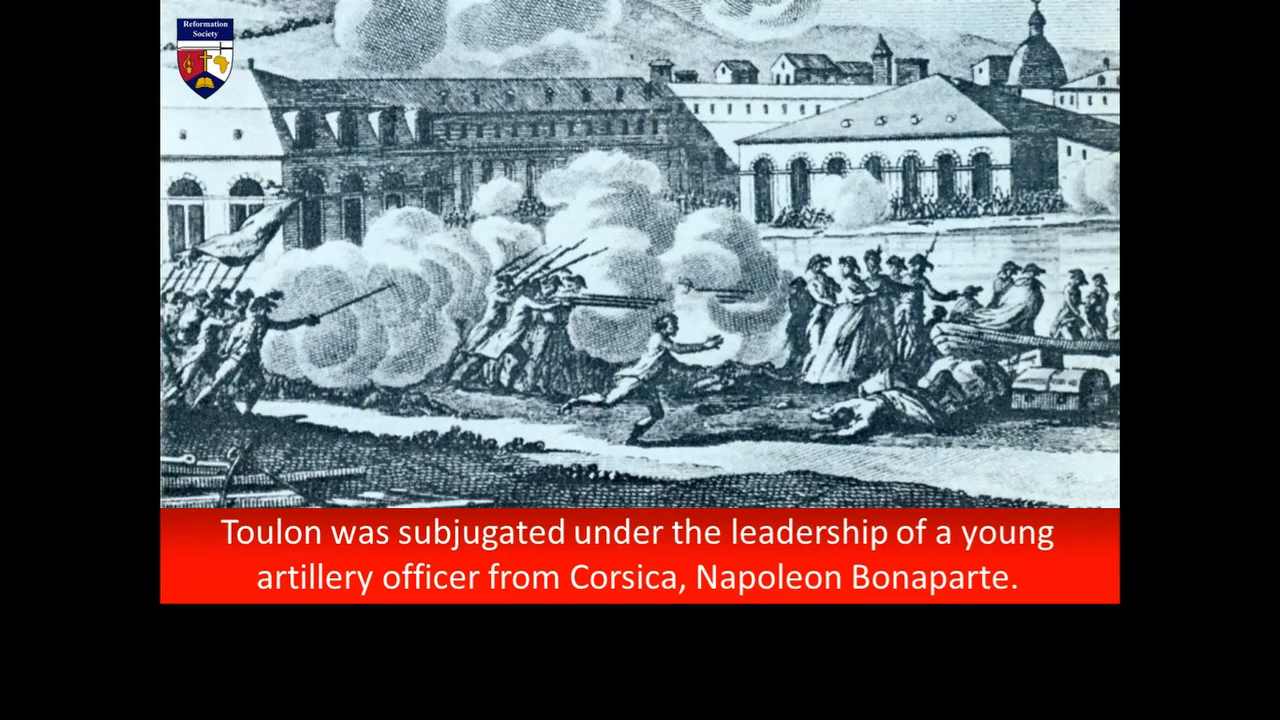 Reformation
Society
Toulon was subjugated under the leadership of a young
artillery officer from Corsica, Napoleon Bonaparte.